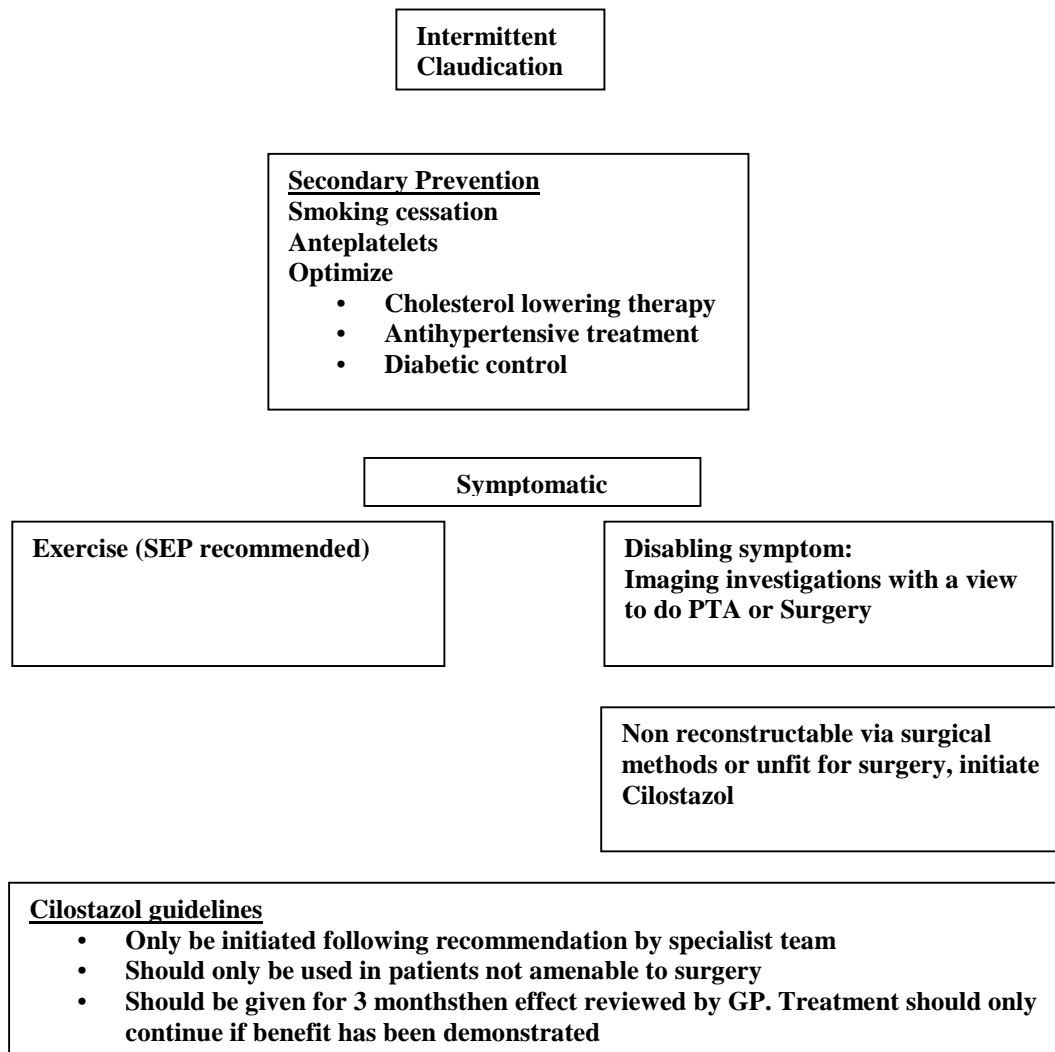 Intermittent
Claudication
Secondary Prevention
Smoking cessation
Anteplatelets
Optimize
• Cholesterol lowering therapy
• Antihypertensive treatment
• Diabetic control
Symptomatic
Exercise (SEP recommended)
Disabling symptom:
Imaging investigations with a view
to do PTA or Surgery
Non reconstructable via surgical
methods or unfit for surgery, initiate
Cilostazol
Cilostazol guidelines
• Only be initiated following recommendation by specialist team
• Should only be used in patients not amenable to surgery
• Should be given for 3 monthsthen effect reviewed by GP. Treatment should only
continue if benefit has been demonstrated